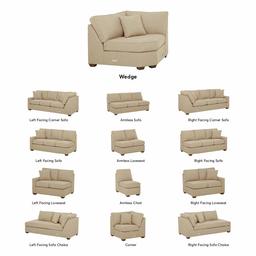 Wedge
Left Facing Corner Sofa
Armless Sofa
Right Facing Corner Sofa
Left Facing Sofa
Armless Loveseat
Right Facing Sofa
Left Facing Loveseat
Armless Chair
Right Facing Loveseat
Left Facing Sofa Chaise
Corner
Right Facing Sofa Chaise